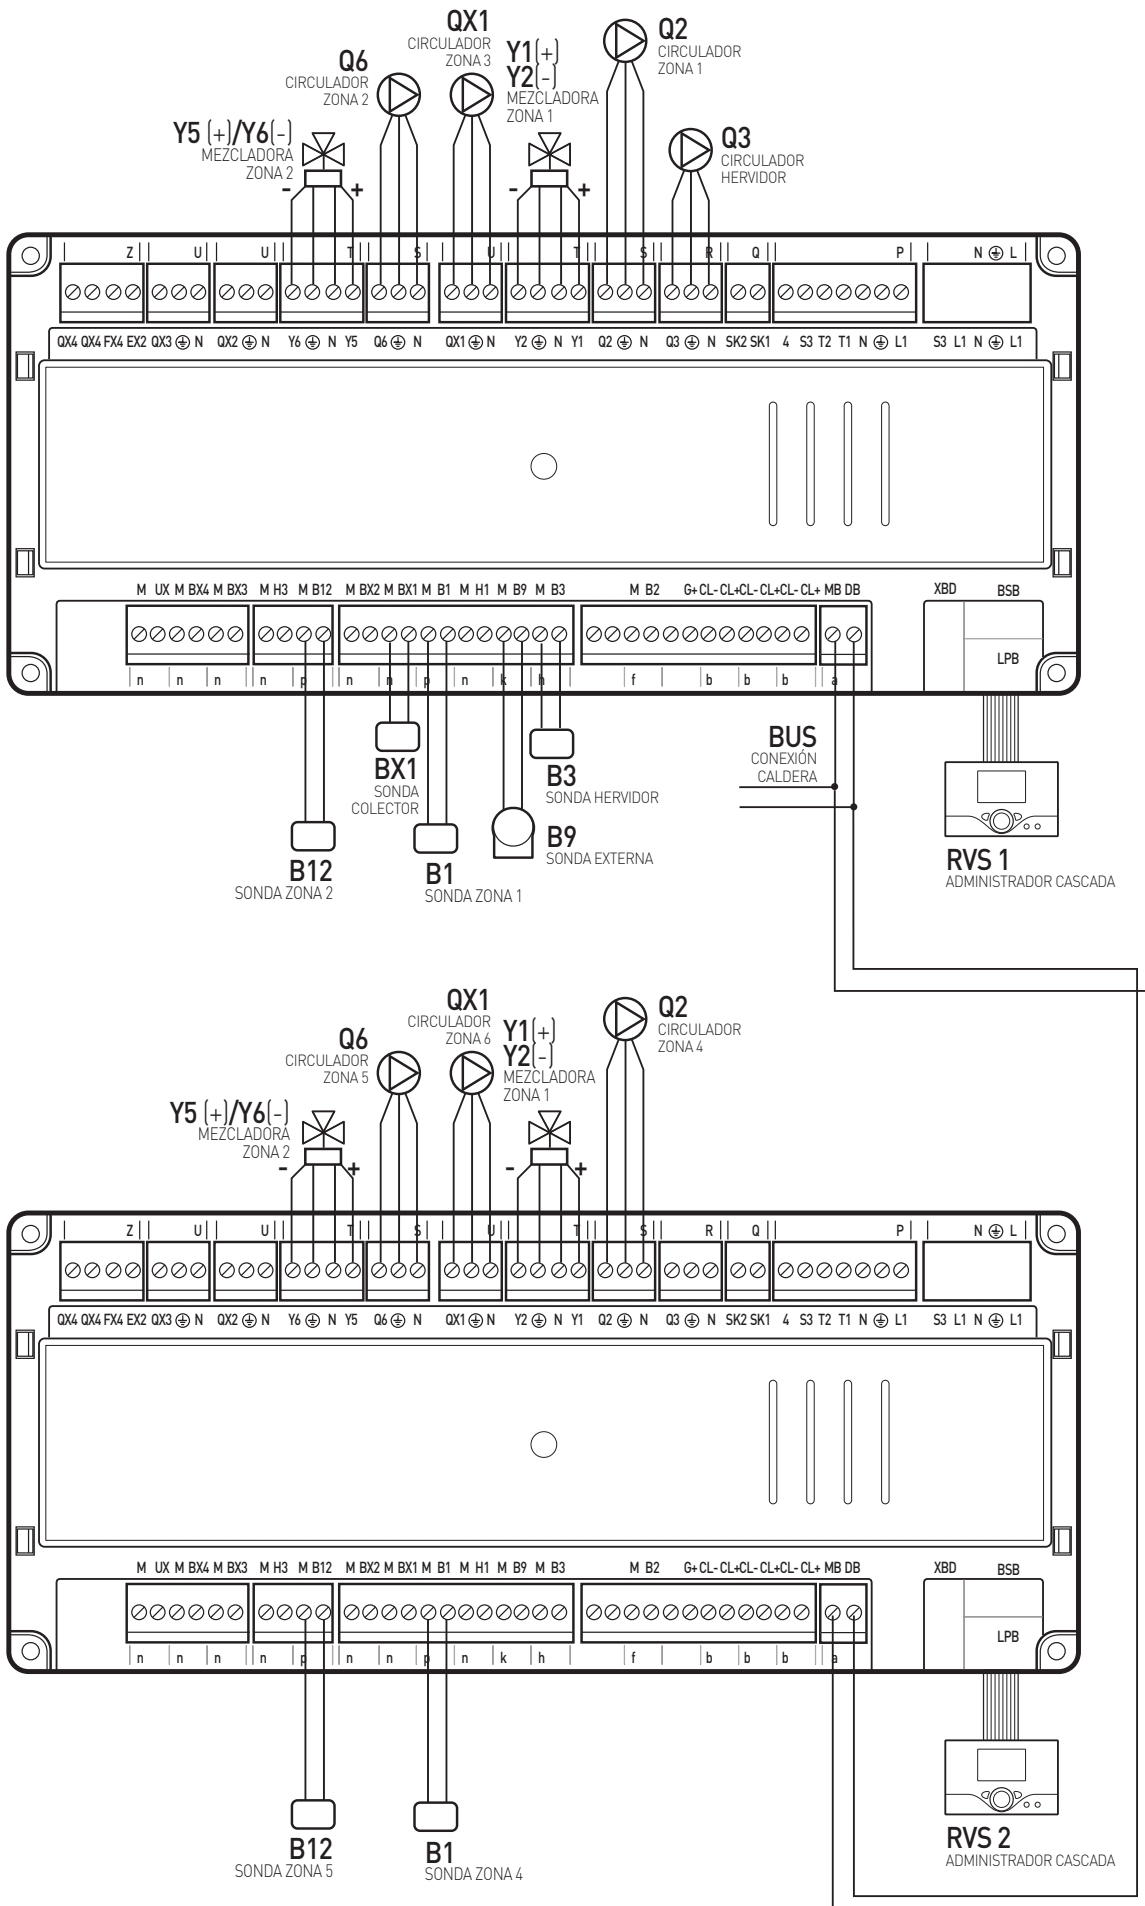 QX1
CIRCULADOR
ZONA 3
Q2
CIRCULADOR
ZONA 1
Y1(+)
Y2(-)
MEZCLADORA
ZONA 1
Q6
CIRCULADOR
ZONA 2
Y5 (+)/Y6(-)
MEZCLADORA
ZONA 2
Q3
CIRCULADOR
HERVIDOR
- +
- +
Z U U T S U T S R Q P N L
QX4 QX4 FX4 EX2 QX3 N QX2 N Y6 N Y5 Q6 N QX1 N Y2 N Y1 Q2 N Q3 N SK2 SK1 4 S3 T2 T1 N L1 S3 L1 N L1
M UX M BX4 M BX3 M H3 M B12 M BX2 M BX1 M B1 M H1 M B9 M B3 M B2 G+ CL- CL+ CL- CL+ CL- CL+ MB DB XBD BSB
LPB
n n n n p n n p n k h f b b b a
BX1
SONDA
COLECTOR
B3
SONDA HERVIDOR
BUS
CONEXIÓN
CALDERA
B12
SONDA ZONA 2
B1
SONDA ZONA 1
B9
SONDA EXTERNA
RVS 1
ADMINISTRADOR CASCADA
QX1
CIRCULADOR
ZONA 6
Q2
CIRCULADOR
ZONA 4
Y1(+)
Y2(-)
MEZCLADORA
ZONA 1
Q6
CIRCULADOR
ZONA 5
Y5 (+)/Y6(-)
MEZCLADORA
ZONA 2
- +
- +
Z U U T S U T S R Q P N L
QX4 QX4 FX4 EX2 QX3 N QX2 N Y6 N Y5 Q6 N QX1 N Y2 N Y1 Q2 N Q3 N SK2 SK1 4 S3 T2 T1 N L1 S3 L1 N L1
M UX M BX4 M BX3 M H3 M B12 M BX2 M BX1 M B1 M H1 M B9 M B3 M B2 G+ CL- CL+ CL- CL+ CL- CL+ MB DB XBD BSB
LPB
n n n n p n n p n k h f b b b a
B12
SONDA ZONA 5
B1
SONDA ZONA 4
RVS 2
ADMINISTRADOR CASCADA